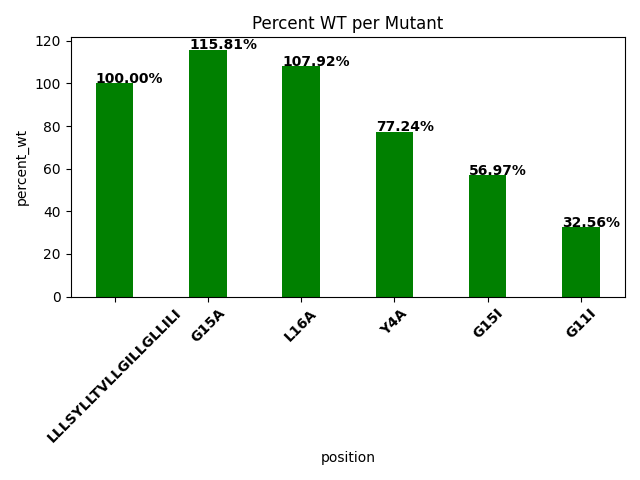 Percent WT per Mutant
percent_wt
120
100
80
60
40
20
0
100.00%
115.81%
107.92%
77.24%
56.97%
32.56%
LLLSYLLTVLLGILLGLLILI
G15A
L16A
Y4A
G15I
G11I
position